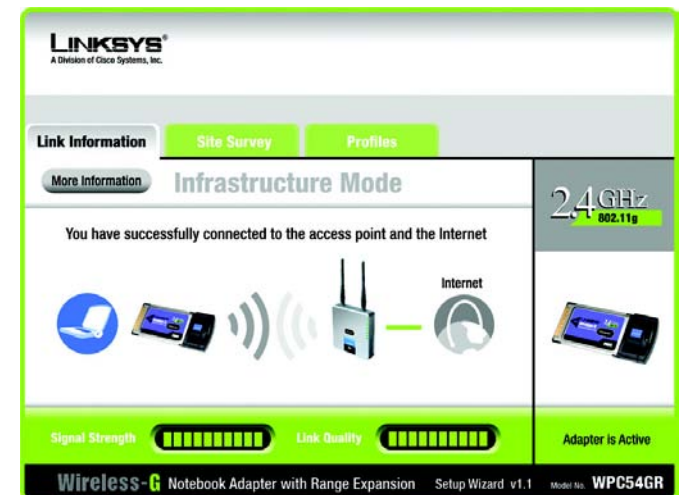 LINKSYS®
A Division of Cisco Systems, Inc.
Link Information
Site Survey
Profiles
More Information
Infrastructure Mode
2.4GHz
802.11g
You have successfully connected to the access point and the Internet
Internet
Signal Strength
Link Quality
Adapter is Active
Wireless-G Notebook Adapter with Range Expansion Setup Wizard v1.1 Model No. WPC54GR